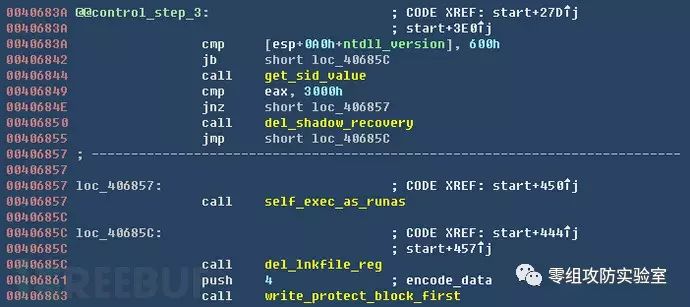 0040683A @@control_step_3: ; CODE XREF: start+27D↑j
0040683A ; start+3E0↑j
0040683A cmp [esp+0A0h+ntdll_version], 600h
00406842 jb short loc_40685C
00406844 call get_sid_value
00406849 cmp eax, 3000h
0040684E jnz short loc_406857
00406850 call del_shadow_recovery
00406855 jmp short loc_40685C
00406857 ; ---------------------------------------------------------------------------
00406857
00406857 loc_406857: ; CODE XREF: start+450↑j
00406857 call self_exec_as_runas
0040685C
0040685C loc_40685C: ; CODE XREF: start+444↑j
0040685C ; start+457↑j
0040685C call del_lnkfile_reg
00406861 push 4 ; encode_data
00406863 call write_protect_block_first
REEBUF
零组攻防实验室